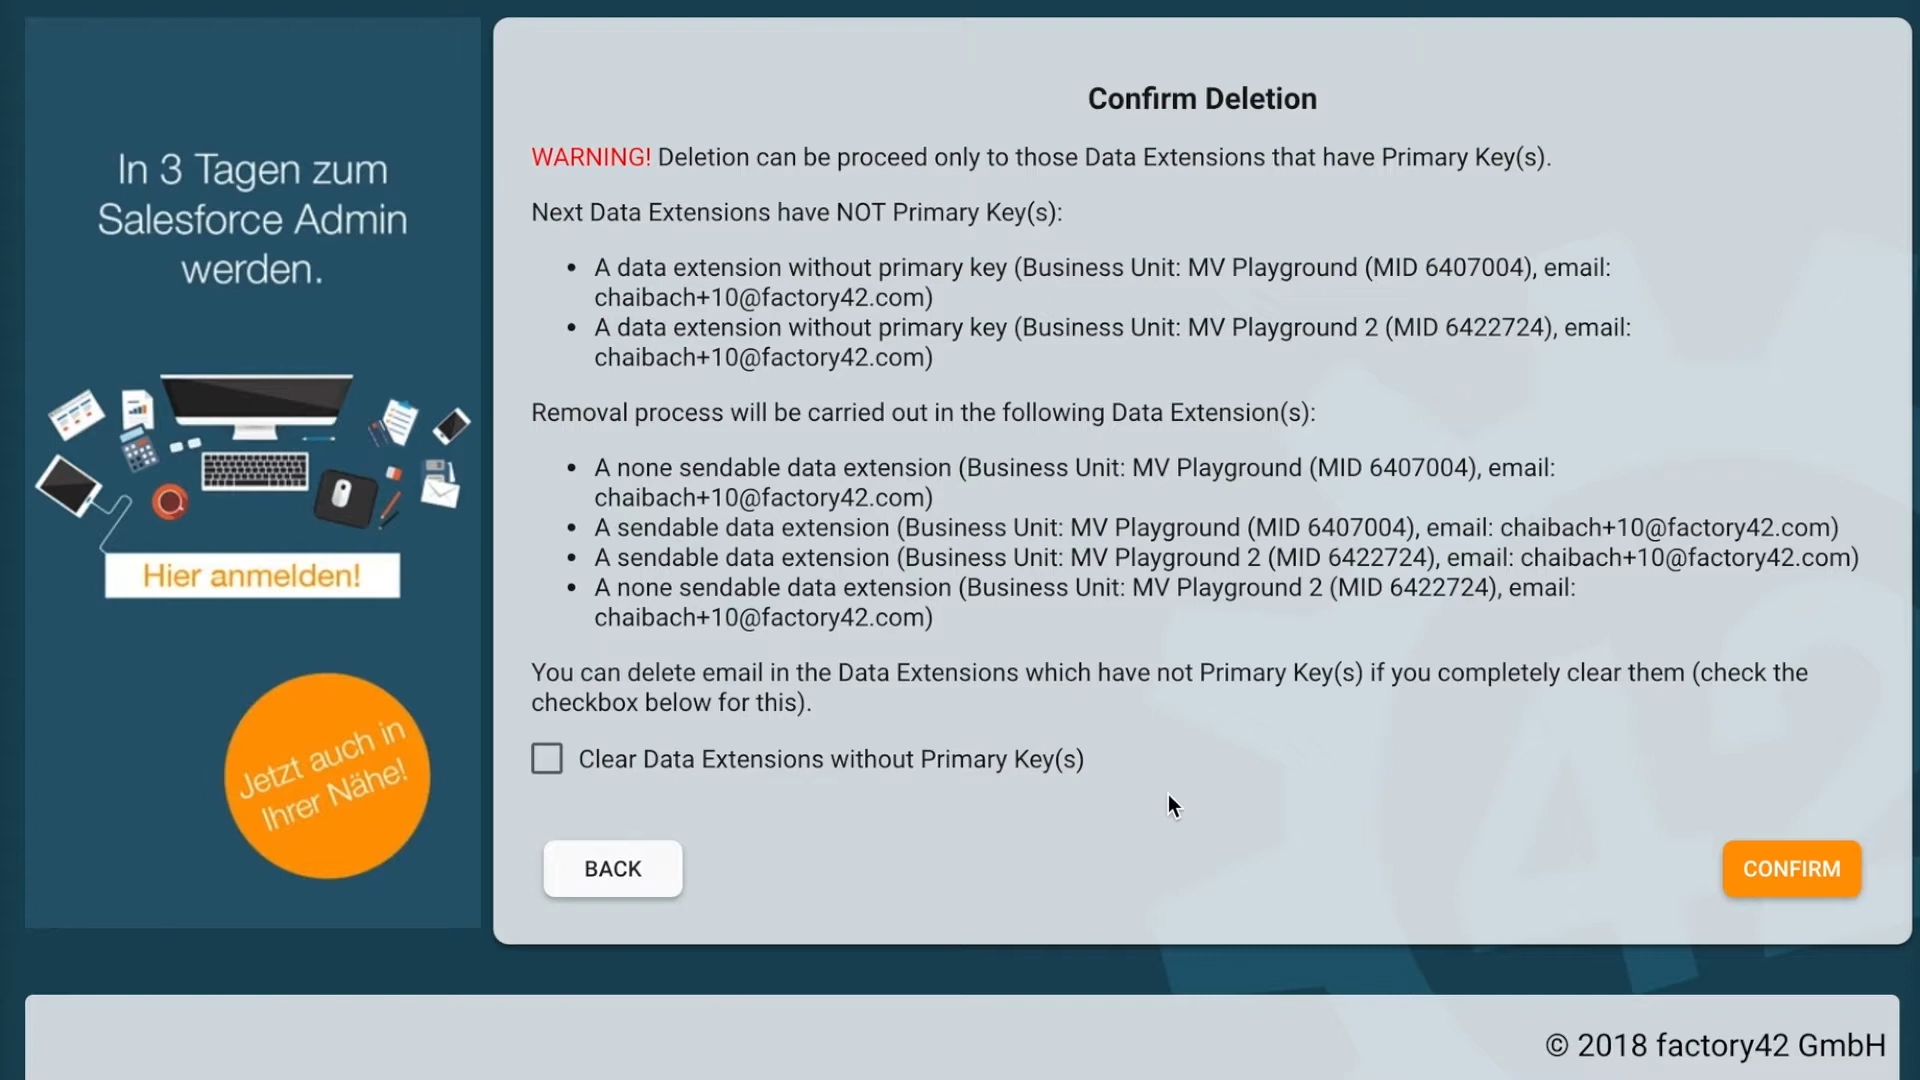 In 3 Tagen zum
Salesforce Admin
werden.
Hier anmelden!
Jetzt auch in
Ihrer Nähe!
Confirm Deletion
WARNING! Deletion can be proceed only to those Data Extensions that have Primary Key(s).
Next Data Extensions have NOT Primary Key(s):
• A data extension without primary key (Business Unit: MV Playground (MID 6407004), email:
chaibach+10@factory42.com)
• A data extension without primary key (Business Unit: MV Playground 2 (MID 6422724), email:
chaibach+10@factory42.com)
Removal process will be carried out in the following Data Extension(s):
• A none sendable data extension (Business Unit: MV Playground (MID 6407004), email:
chaibach+10@factory42.com)
• A sendable data extension (Business Unit: MV Playground (MID 6407004), email: chaibach+10@factory42.com)
• A sendable data extension (Business Unit: MV Playground 2 (MID 6422724), email: chaibach+10@factory42.com)
• A none sendable data extension (Business Unit: MV Playground 2 (MID 6422724), email:
chaibach+10@factory42.com)
You can delete email in the Data Extensions which have not Primary Key(s) if you completely clear them (check the
checkbox below for this).
Clear Data Extensions without Primary Key(s)
BACK
CONFIRM
42
© 2018 factory42 GmbH